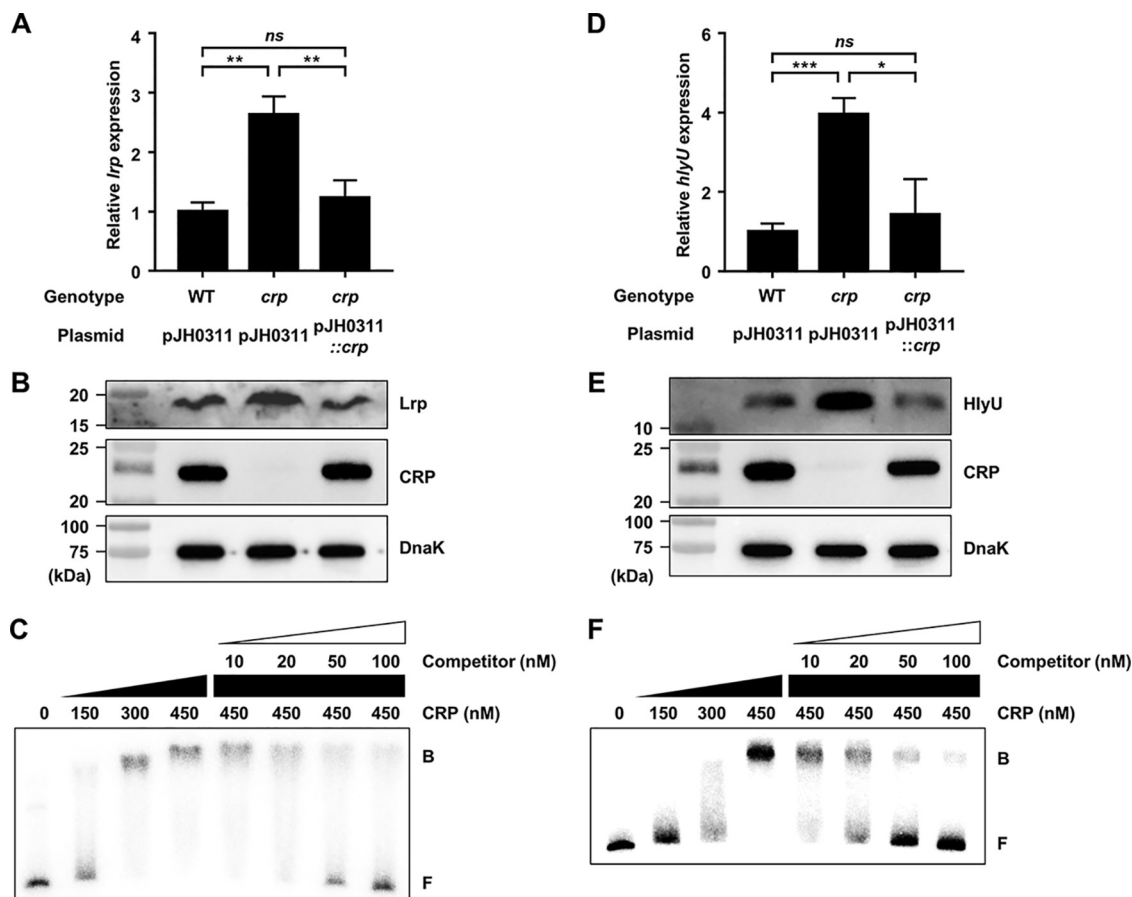 A
Relative lrp expression
4
3
2
1
0
ns
** **
Genotype WT crp crp
Plasmid pJH0311 pJH0311 pJH0311
::crp
B
20
15
Lrp
25
20
CRP
100
75
(kDa)
DnaK
C
10 20 50 100 Competitor (nM)
0 150 300 450 450 450 450 450 CRP (nM)
B
F
D
Relative hlyU expression
6
4
2
0
ns
*** *
Genotype WT crp crp
Plasmid pJH0311 pJH0311 pJH0311
::crp
E
10
HlyU
25
20
CRP
100
75
(kDa)
DnaK
F
10 20 50 100 Competitor (nM)
0 150 300 450 450 450 450 450 CRP (nM)
B
F